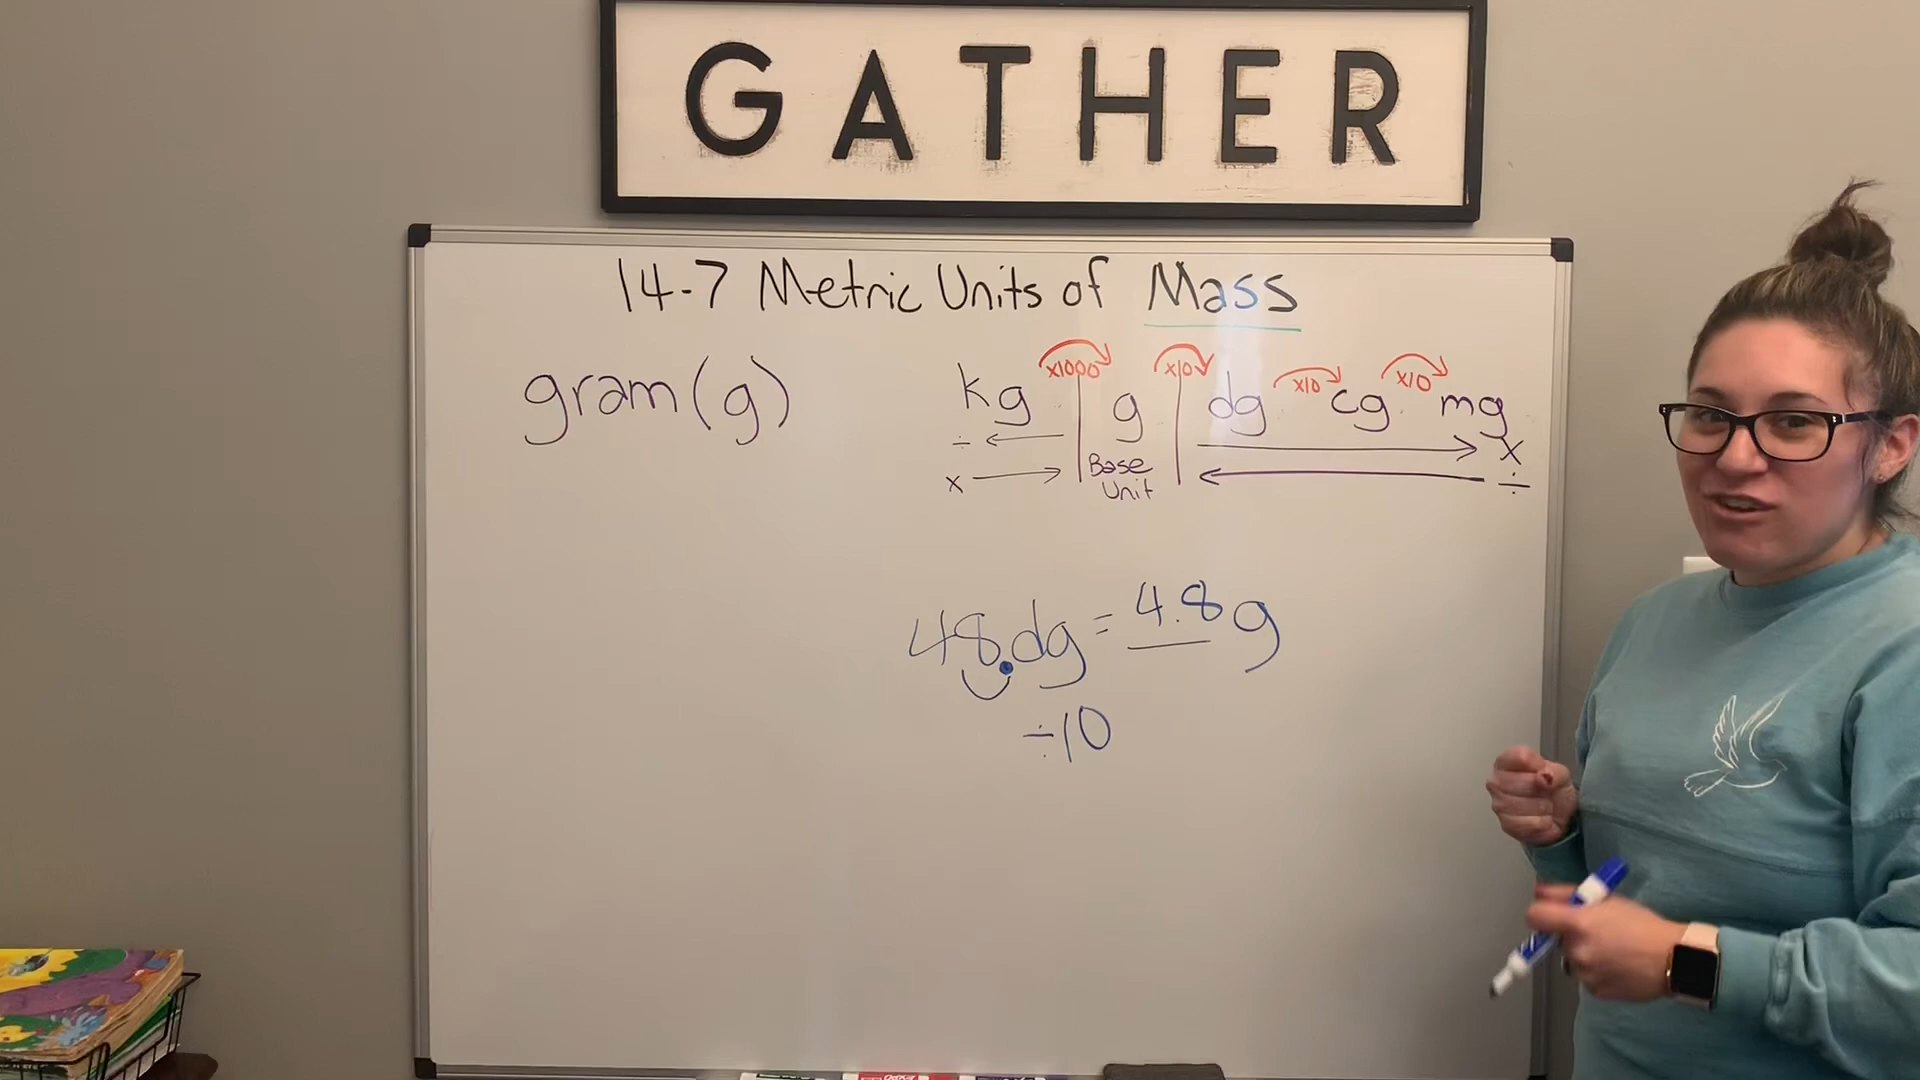 GATHER
14-7 Metric Units of Mass
gram (g)
x1000 x10 x10 x10
kg g dg cg mg
÷ x
x Base ÷
Unit
48.dg = 4.8 g
÷10